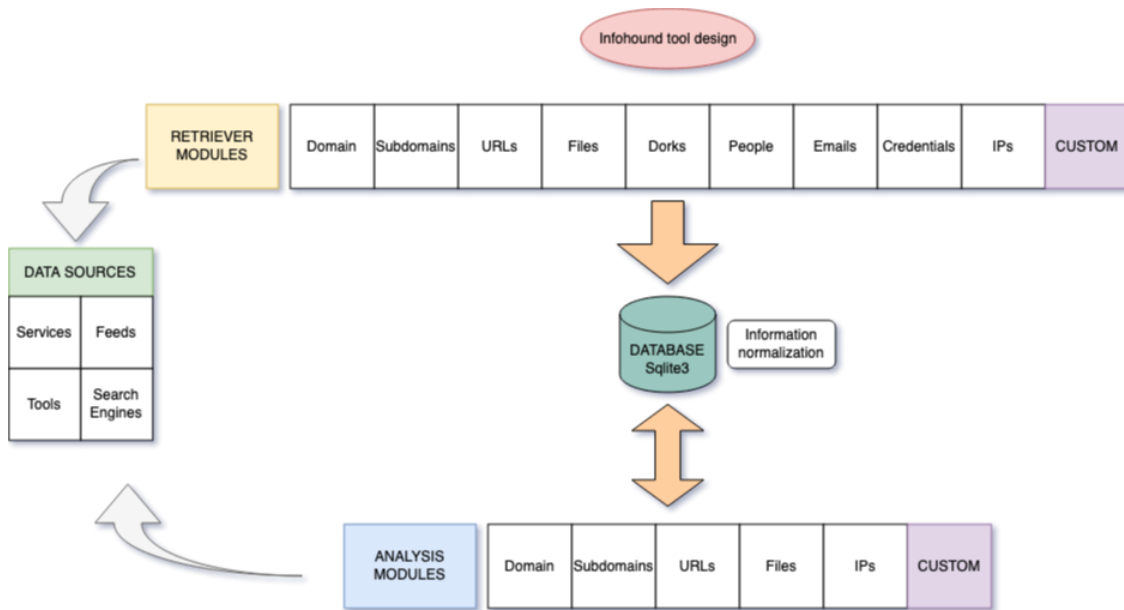 Infohound tool design
RETRIEVER
MODULES
Domain
Subdomains
URLs
Files
Dorks
People
Emails
Credentials
IPs
CUSTOM
DATA SOURCES
Services
Feeds
Tools
Search
Engines
DATABASE
Sqlite3
Information
normalization
ANALYSIS
MODULES
Domain
Subdomains
URLs
Files
IPs
CUSTOM